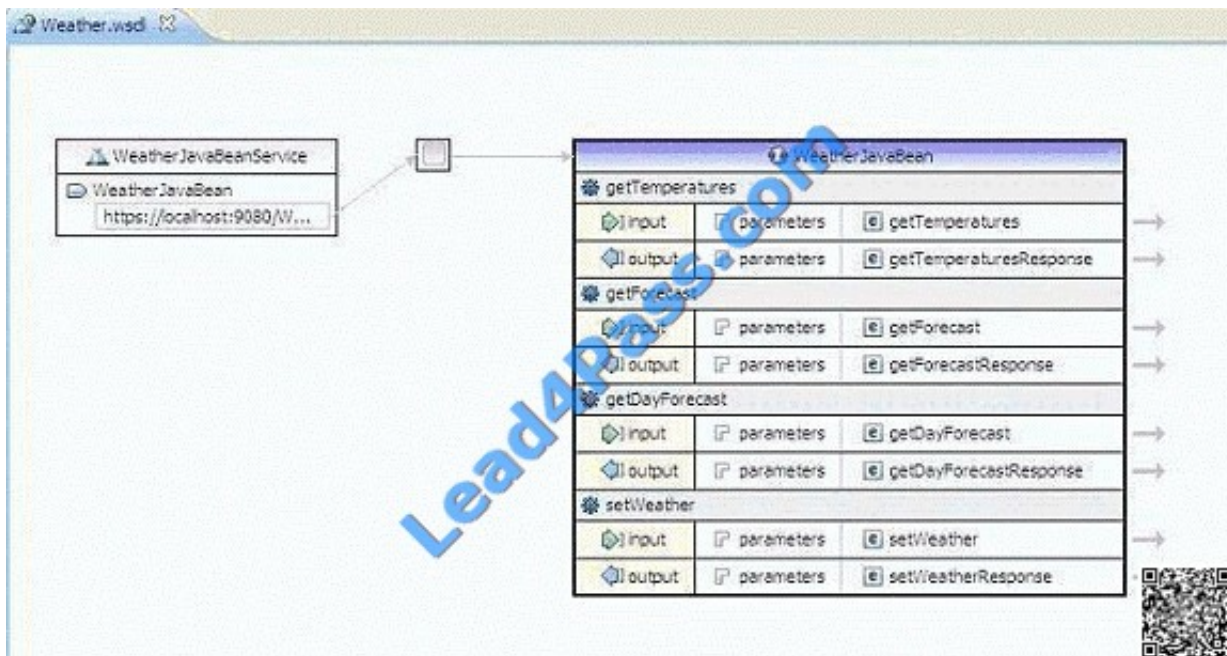 Weather.wsdl
WeatherJavaBeanService
WeatherJavaBean
https://localhost:9080/W...
WeatherJavaBean
getTemperatures
input parameters getTemperatures
output parameters getTemperaturesResponse
getForecast
input parameters getForecast
output parameters getForecastResponse
getDayForecast
input parameters getDayForecast
output parameters getDayForecastResponse
setWeather
input parameters setWeather
output parameters setWeatherResponse
Lead4Pass.com